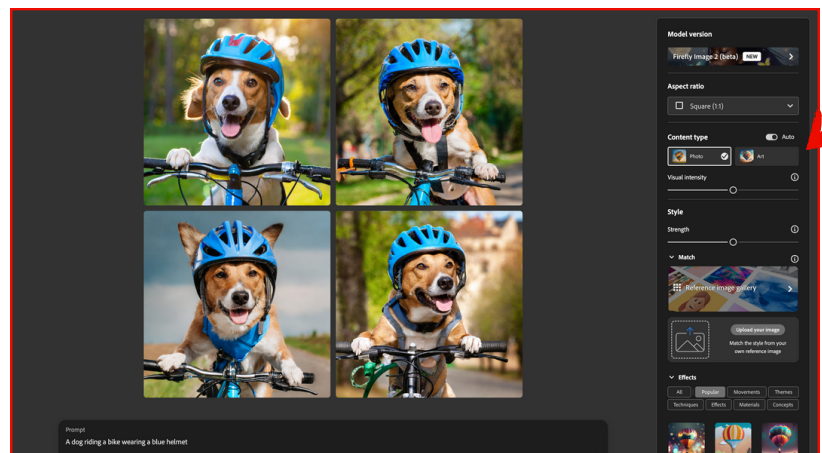 Model version
Firefly Image 2 (beta) NEW
Aspect ratio
Square (1:1)
Content type Auto
Photo Art
Visual intensity
Style
Strength
Match
Reference image gallery
Upload your image
Match the style from your
own reference image
Effects
All Popular Movements Themes
Techniques Effects Materials Concepts
Prompt
A dog riding a bike wearing a blue helmet